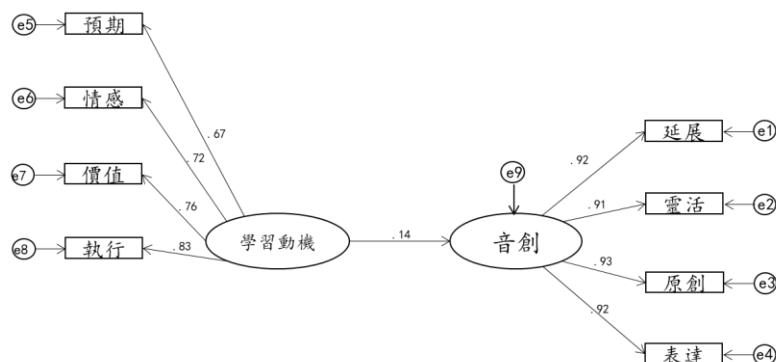 e5
預期
e6
情感
e7
價值
e8
執行
.67
.72
.76
.83
學習動機
.14
e9
音創
.92
.91
.93
.92
延展
e1
靈活
e2
原創
e3
表達
e4